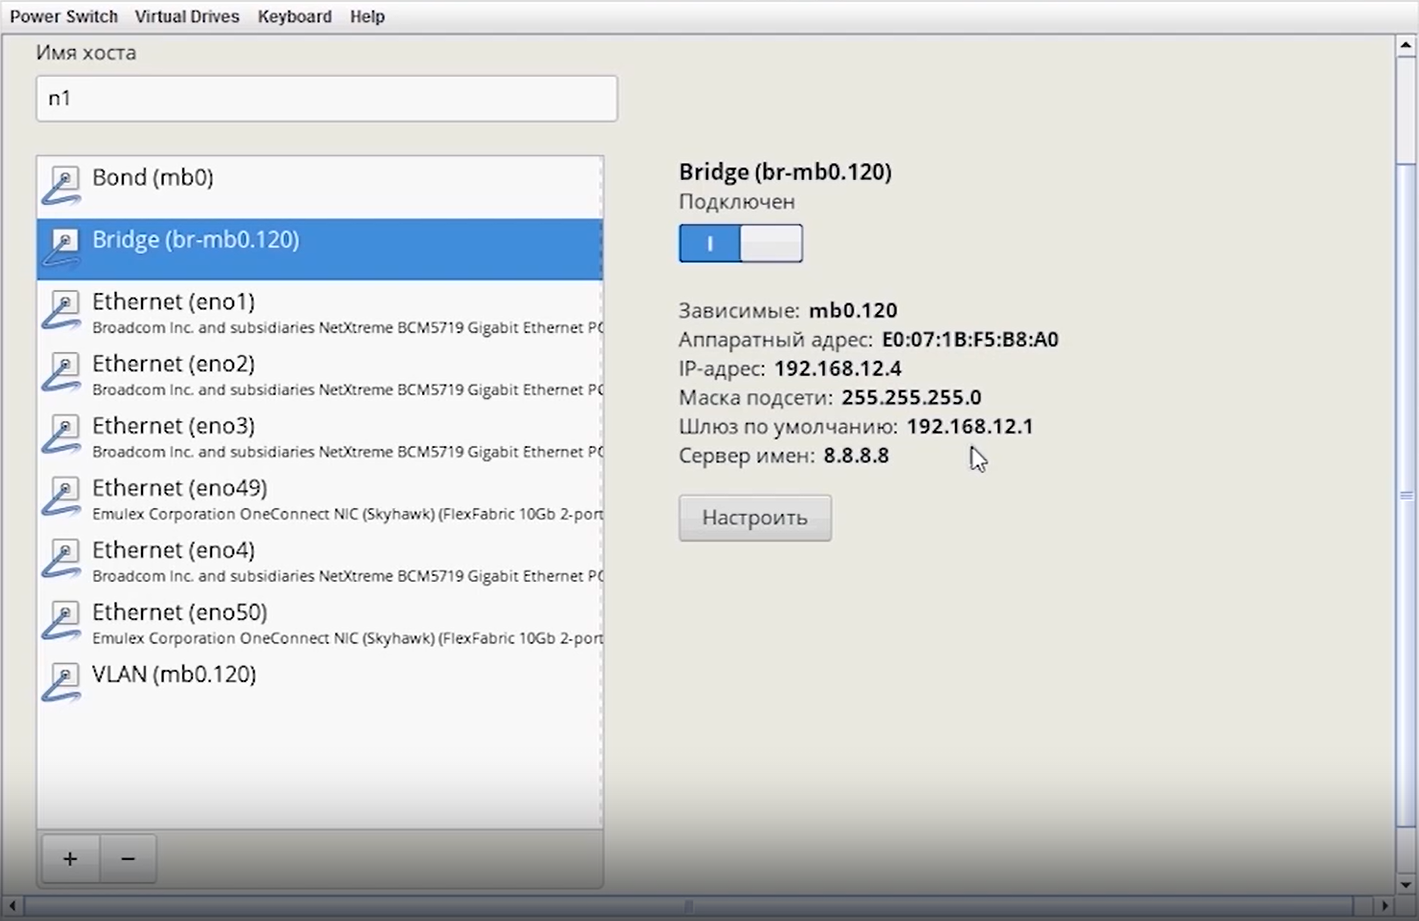 Power Switch Virtual Drives Keyboard Help
Имя хоста
n1
Bond (mb0)
Bridge (br-mb0.120)
Ethernet (eno1)
Broadcom Inc. and subsidiaries NetXtreme BCM5719 Gigabit Ethernet PC
Ethernet (eno2)
Broadcom Inc. and subsidiaries NetXtreme BCM5719 Gigabit Ethernet PC
Ethernet (eno3)
Broadcom Inc. and subsidiaries NetXtreme BCM5719 Gigabit Ethernet PC
Ethernet (eno49)
Emulex Corporation OneConnect NIC (Skyhawk) (FlexFabric 10Gb 2-port
Ethernet (eno4)
Broadcom Inc. and subsidiaries NetXtreme BCM5719 Gigabit Ethernet PC
Ethernet (eno50)
Emulex Corporation OneConnect NIC (Skyhawk) (FlexFabric 10Gb 2-port
VLAN (mb0.120)
+ −
Bridge (br-mb0.120)
Подключен
Зависимые: mb0.120
Аппаратный адрес: E0:07:1B:F5:B8:A0
IP-адрес: 192.168.12.4
Маска подсети: 255.255.255.0
Шлюз по умолчанию: 192.168.12.1
Сервер имен: 8.8.8.8
Настроить